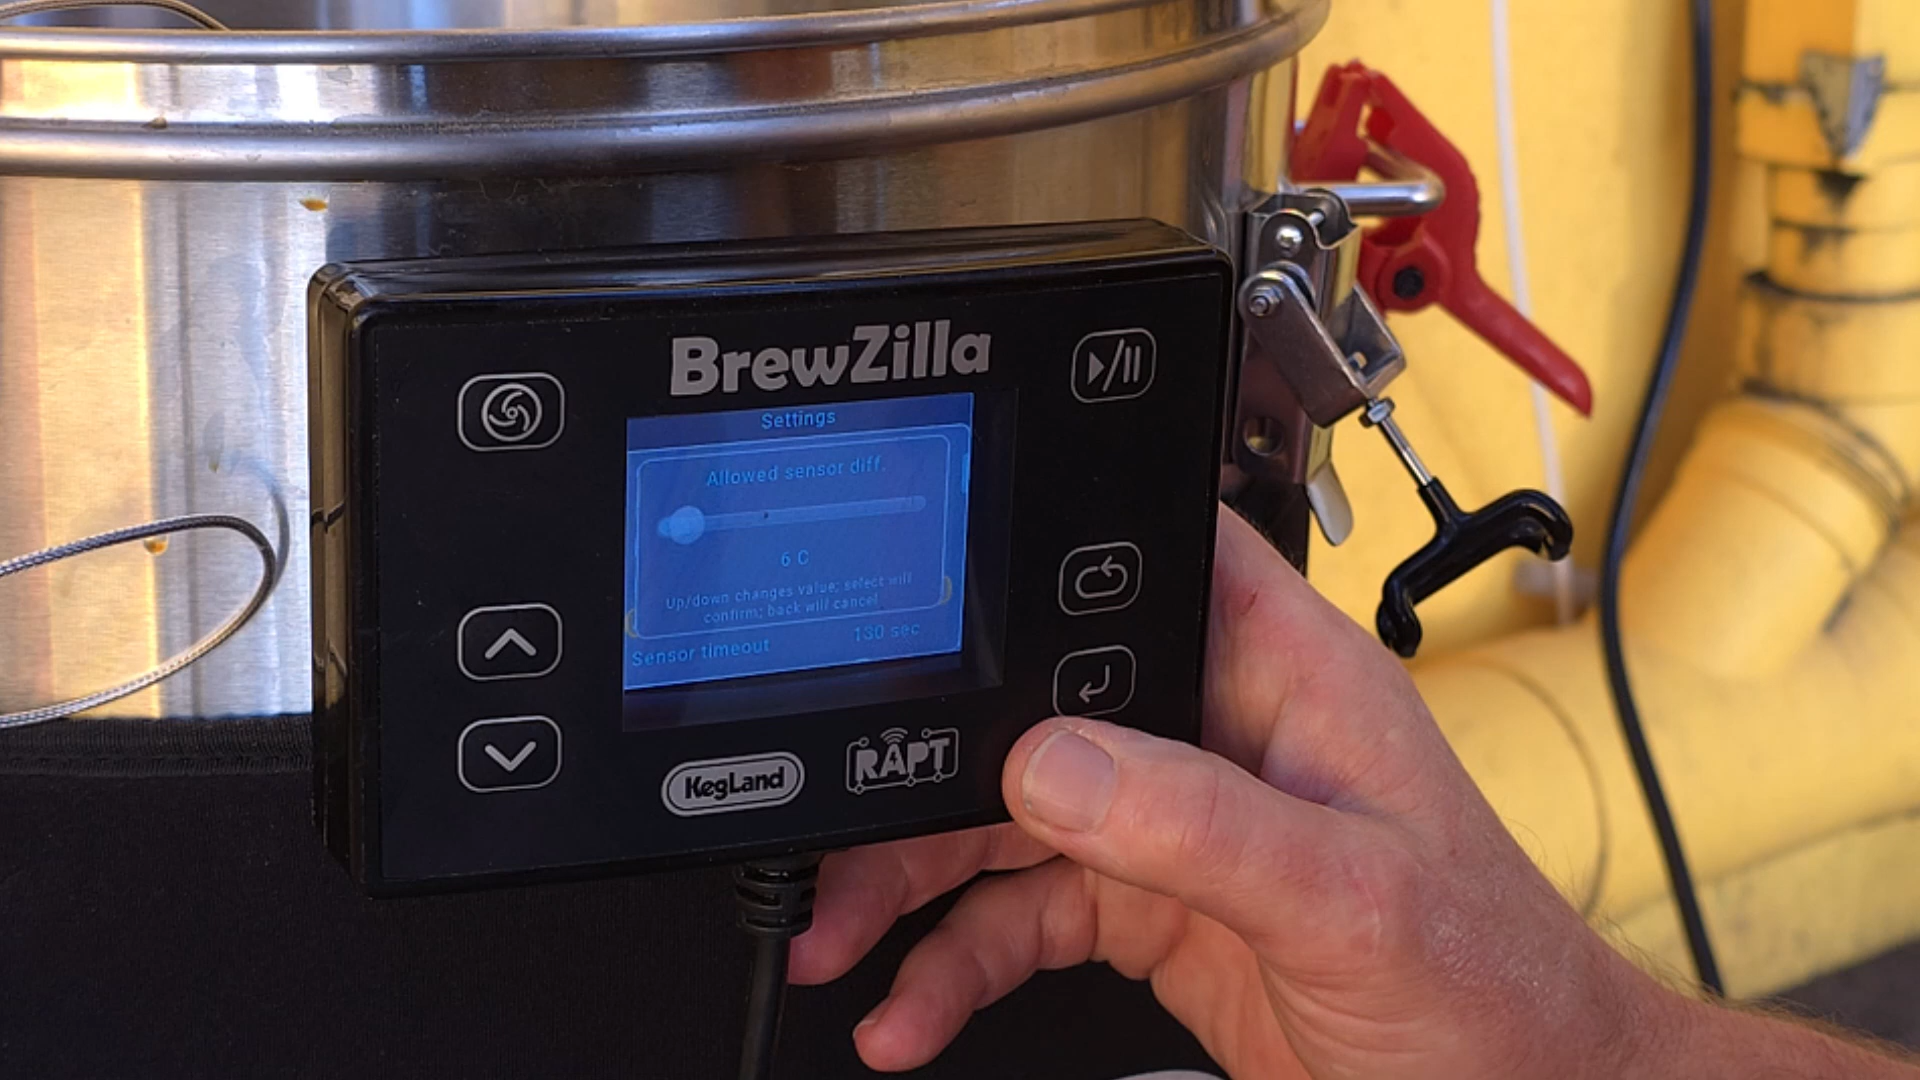 BrewZilla
Settings
Allowed sensor diff.
6 C
Up/down changes value; select will
confirm; back will cancel
Sensor timeout 130 sec
KegLand
RAPT